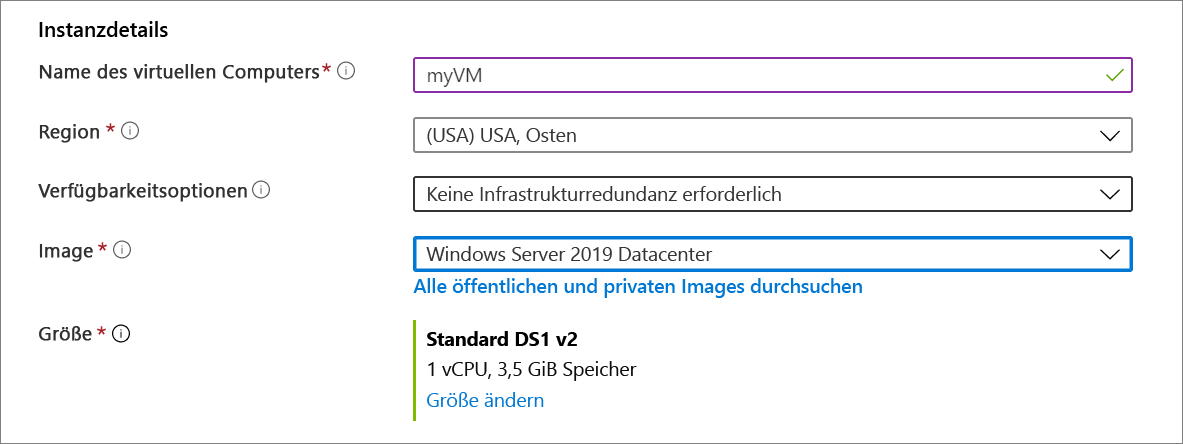 Instanzdetails
Name des virtuellen Computers* myVM
Region * (USA) USA, Osten
Verfügbarkeitsoptionen Keine Infrastrukturredundanz erforderlich
Image * Windows Server 2019 Datacenter
Alle öffentlichen und privaten Images durchsuchen
Größe * Standard DS1 v2
1 vCPU, 3,5 GiB Speicher
Größe ändern